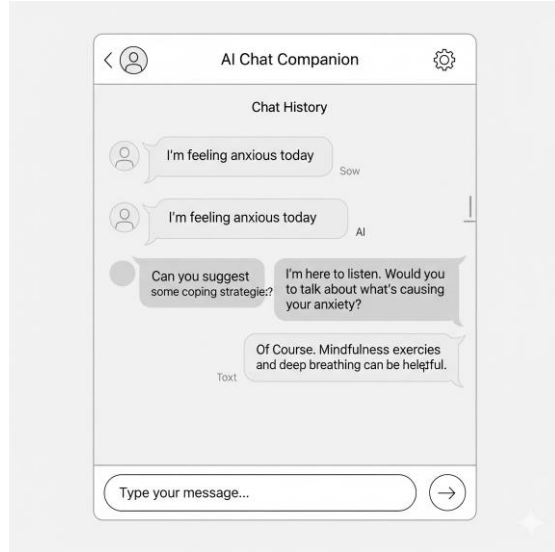 AI Chat Companion
Chat History
I'm feeling anxious today
Sow
I'm feeling anxious today
AI
Can you suggest
some coping strategie:?
I'm here to listen. Would you
to talk about what's causing
your anxiety?
Of Course. Mindfulness exercies
and deep breathing can be helpful.
Toxt
Type your message...